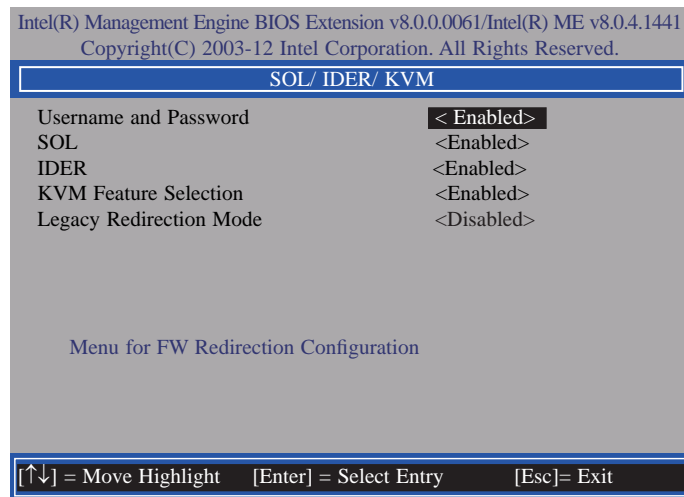 Intel(R) Management Engine BIOS Extension v8.0.0.0061/Intel(R) ME v8.0.4.1441
Copyright(C) 2003-12 Intel Corporation. All Rights Reserved.
SOL/ IDER/ KVM
Username and Password < Enabled>
SOL <Enabled>
IDER <Enabled>
KVM Feature Selection <Enabled>
Legacy Redirection Mode <Disabled>
Menu for FW Redirection Configuration
[↑↓] = Move Highlight [Enter] = Select Entry [Esc]= Exit